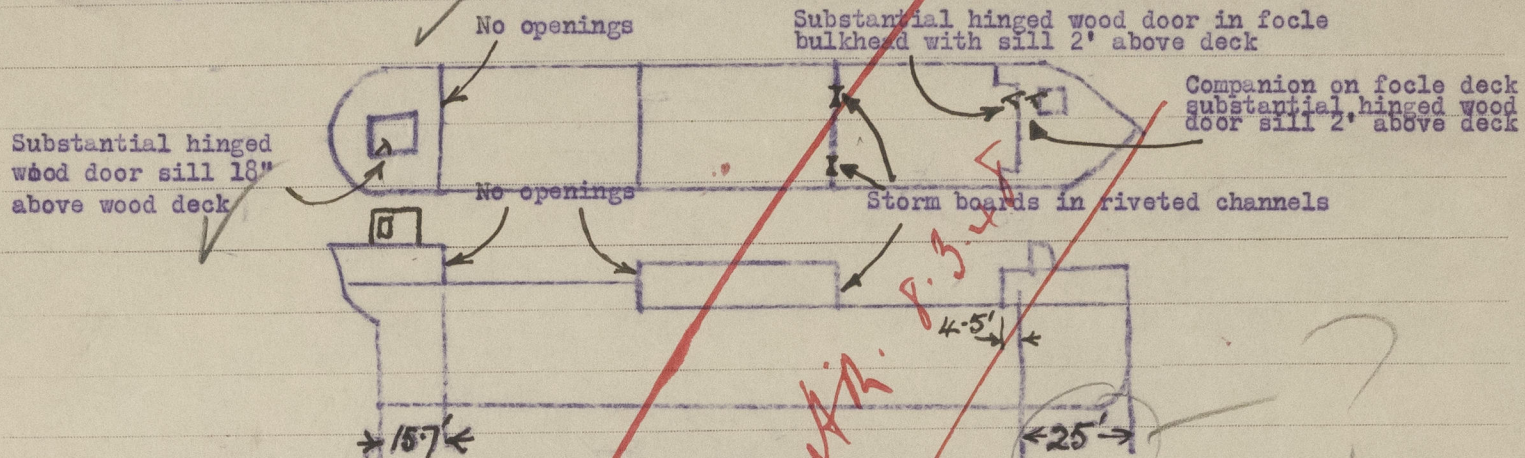 No openings
Substantial hinged wood door in focle
bulkhead with sill 2' above deck
Companion on focle deck
substantial hinged wood
door sill 2' above deck
Substantial hinged
wood door sill 18"
above wood deck
No openings
Storm boards in riveted channels
4·5'
15·7'
25'
?